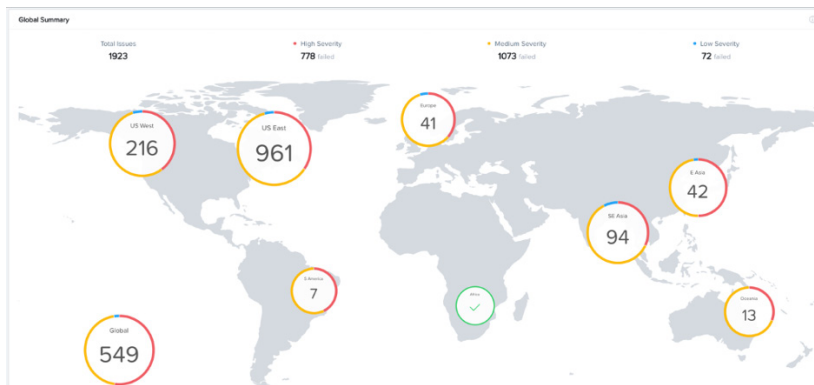 Global Summary
Total Issues
1923
High Severity
778 failed
Medium Severity
1073 failed
Low Severity
72 failed
US West
216
US East
961
Europe
41
E Asia
42
SE Asia
94
S America
7
Africa
Oceania
13
Global
549